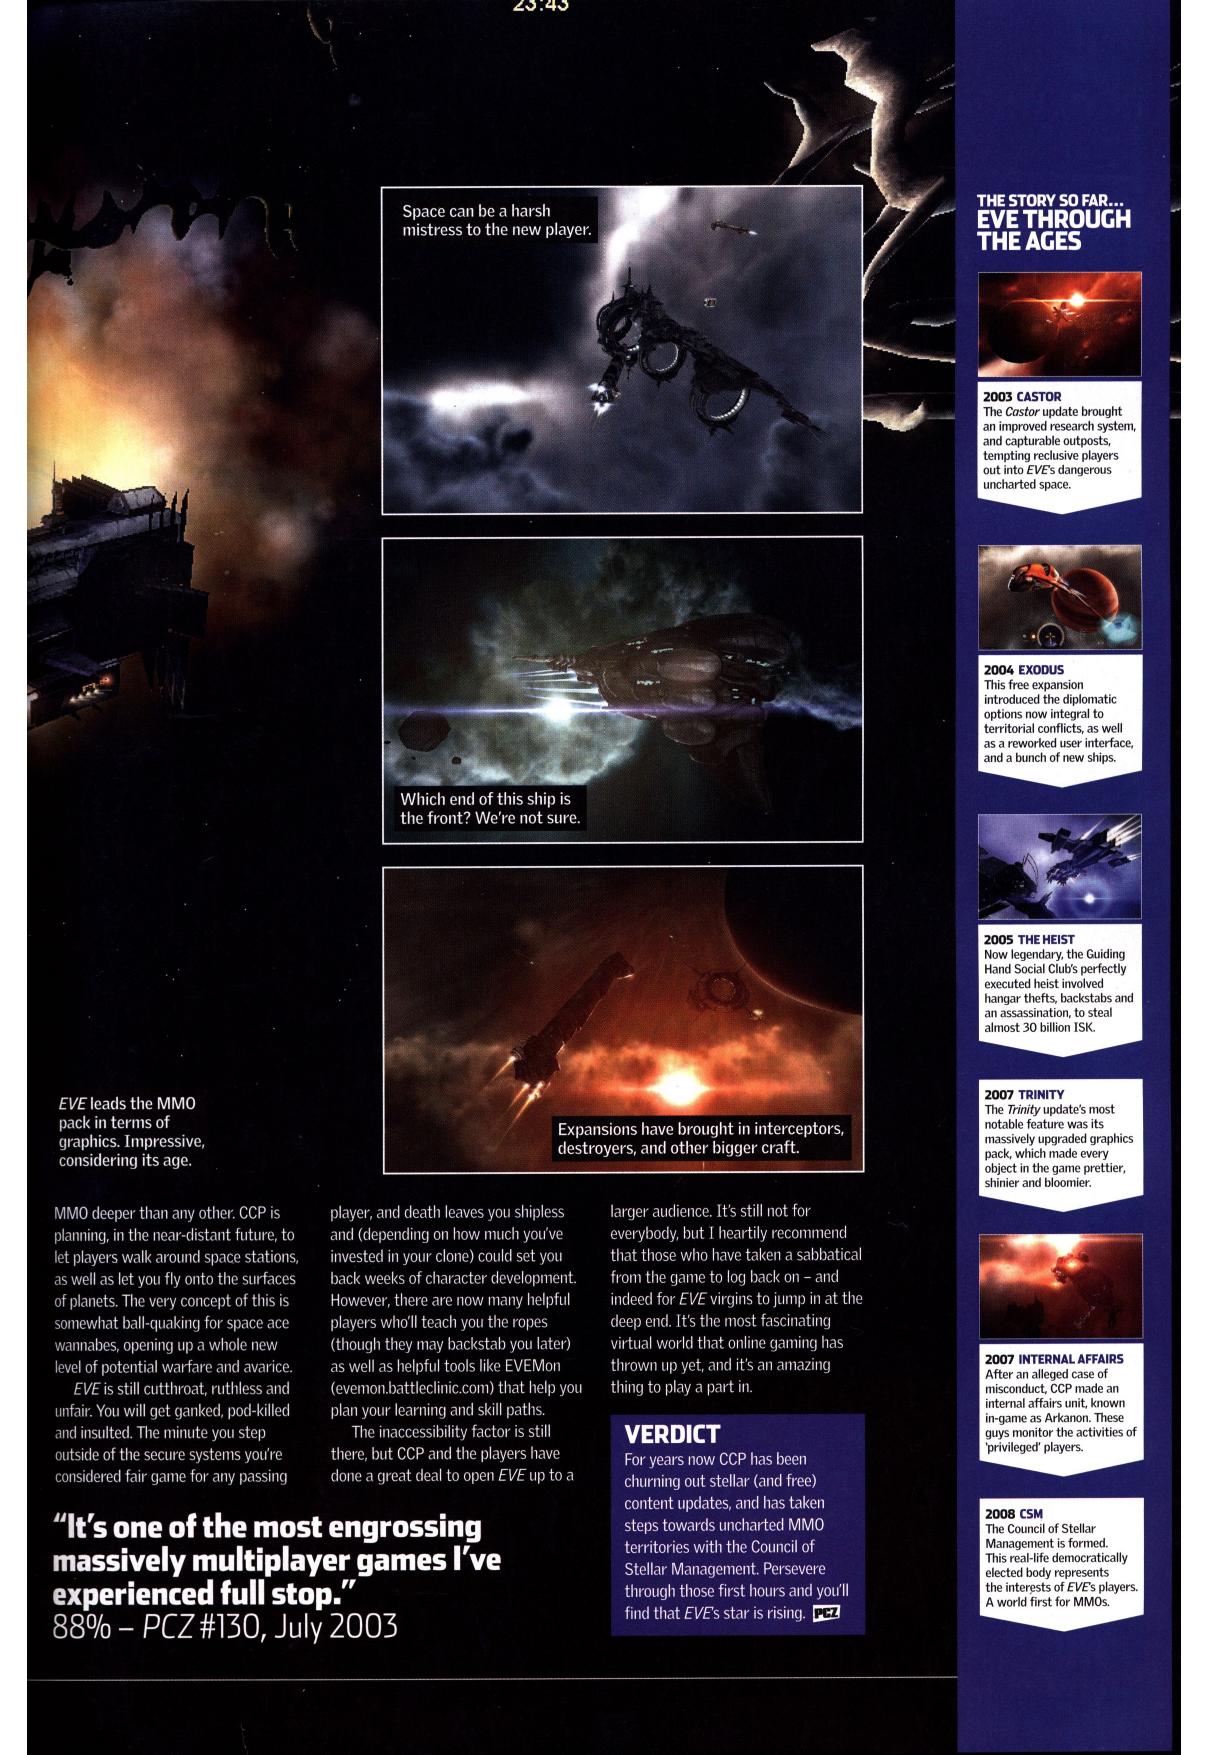 23:43
Space can be a harsh
mistress to the new player.
Which end of this ship is
the front? We're not sure.
Expansions have brought in interceptors,
destroyers, and other bigger craft.
EVE leads the MMO
pack in terms of
graphics. Impressive,
considering its age.
MMO deeper than any other. CCP is
planning, in the near-distant future, to
let players walk around space stations,
as well as let you fly onto the surfaces
of planets. The very concept of this is
somewhat ball-quaking for space ace
wannabes, opening up a whole new
level of potential warfare and avarice.
EVE is still cutthroat, ruthless and
unfair. You will get ganked, pod-killed
and insulted. The minute you step
outside of the secure systems you're
considered fair game for any passing
player, and death leaves you shipless
and (depending on how much you've
invested in your clone) could set you
back weeks of character development.
However, there are now many helpful
players who'll teach you the ropes
(though they may backstab you later)
as well as helpful tools like EVEMon
(evemon.battleclinic.com) that help you
plan your learning and skill paths.
The inaccessibility factor is still
there, but CCP and the players have
done a great deal to open EVE up to a
larger audience. It's still not for
everybody, but I heartily recommend
that those who have taken a sabbatical
from the game to log back on – and
indeed for EVE virgins to jump in at the
deep end. It's the most fascinating
virtual world that online gaming has
thrown up yet, and it's an amazing
thing to play a part in.
"It's one of the most engrossing
massively multiplayer games I've
experienced full stop."
88% – PCZ #130, July 2003
VERDICT
For years now CCP has been
churning out stellar (and free)
content updates, and has taken
steps towards uncharted MMO
territories with the Council of
Stellar Management. Persevere
through those first hours and you'll
find that EVE's star is rising. PCZ
THE STORY SO FAR...
EVE THROUGH
THE AGES
2003 CASTOR
The Castor update brought
an improved research system,
and capturable outposts,
tempting reclusive players
out into EVE's dangerous
uncharted space.
2004 EXODUS
This free expansion
introduced the diplomatic
options now integral to
territorial conflicts, as well
as a reworked user interface,
and a bunch of new ships.
2005 THE HEIST
Now legendary, the Guiding
Hand Social Club's perfectly
executed heist involved
hangar thefts, backstabs and
an assassination, to steal
almost 30 billion ISK.
2007 TRINITY
The Trinity update's most
notable feature was its
massively upgraded graphics
pack, which made every
object in the game prettier,
shinier and bloomier.
2007 INTERNAL AFFAIRS
After an alleged case of
misconduct, CCP made an
internal affairs unit, known
in-game as Arkanon. These
guys monitor the activities of
'privileged' players.
2008 CSM
The Council of Stellar
Management is formed.
This real-life democratically
elected body represents
the interests of EVE's players.
A world first for MMOs.